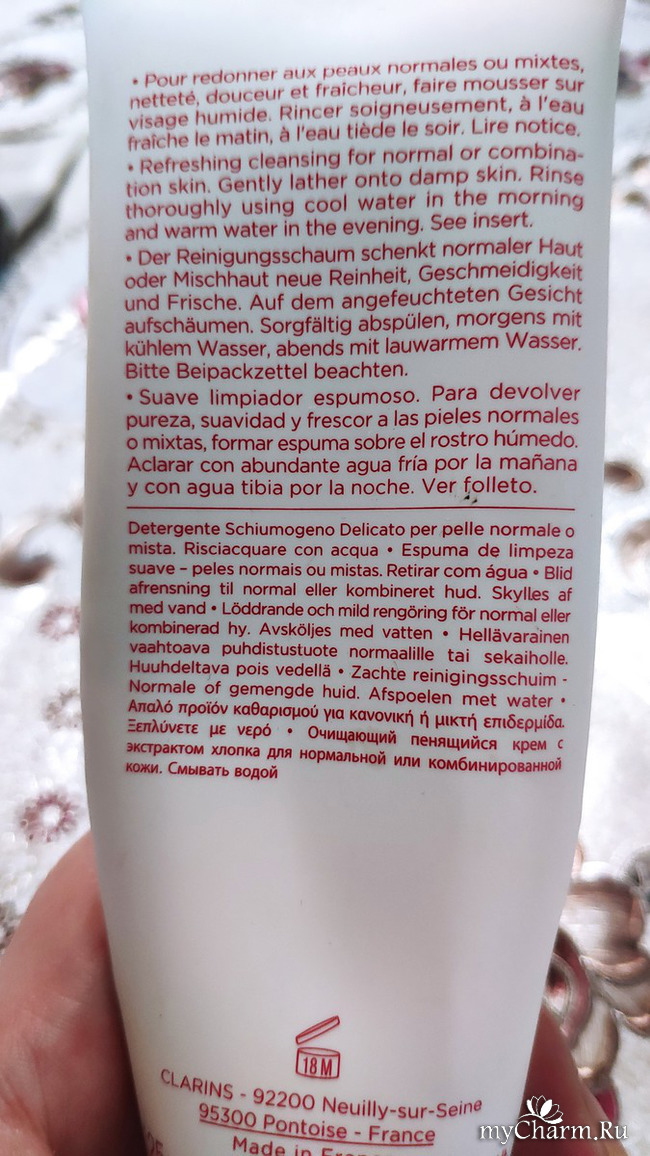 • Pour redonner aux peaux normales ou mixtes,
netteté, douceur et fraîcheur, faire mousser sur
visage humide. Rincer soigneusement, à l'eau
fraîche le matin, à l'eau tiède le soir. Lire notice.
• Refreshing cleansing for normal or combina-
tion skin. Gently lather onto damp skin. Rinse
thoroughly using cool water in the morning
and warm water in the evening. See insert.
• Der Reinigungsschaum schenkt normaler Haut
oder Mischhaut neue Reinheit, Geschmeidigkeit
und Frische. Auf dem angefeuchteten Gesicht
aufschäumen. Sorgfältig abspülen, morgens mit
kühlem Wasser, abends mit lauwarmem Wasser.
Bitte Beipackzettel beachten.
• Suave limpiador espumoso. Para devolver
pureza, suavidad y frescor a las pieles normales
o mixtas, formar espuma sobre el rostro húmedo.
Aclarar con abundante agua fría por la mañana
y con agua tibia por la noche. Ver folleto.
Detergente Schiumogeno Delicato per pelle normale o
mista. Risciacquare con acqua • Espuma de limpeza
suave – peles normais ou mistas. Retirar com água • Blid
afrensning til normal eller kombineret hud. Skylles af
med vand • Löddrande och mild rengöring för normal eller
kombinerad hy. Avsköljes med vatten • Hellävarainen
vaahtoava puhdistustuote normaalille tai sekaiholle.
Huuhdeltava pois vedellä • Zachte reinigingsschuim -
Normale of gemengde huid. Afspoelen met water •
Απαλό προϊόν καθαρισμού για κανονική ή μικτή επιδερμίδα.
Ξεπλύνετε με νερό • Очищающий пенящийся крем с
экстрактом хлопка для нормальной или комбинированной
кожи. Смывать водой
18 M
CLARINS - 92200 Neuilly-sur-Seine
95300 Pontoise - France
Made in
myCharm.Ru